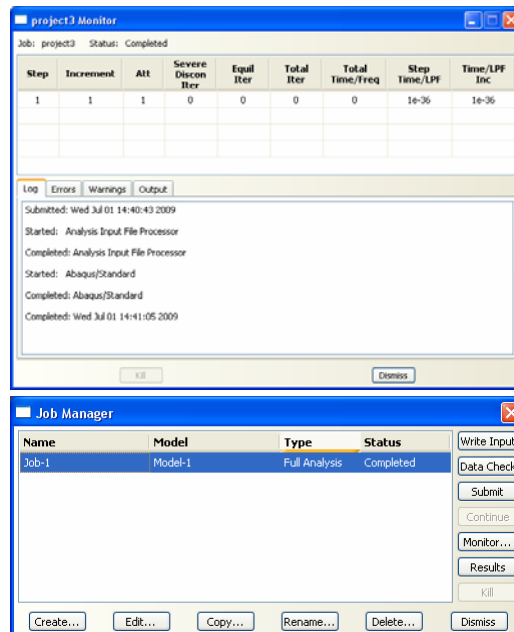 project3 Monitor
Job: project3 Status: Completed
Step Increment Att Severe Discon Iter Equil Iter Total Iter Total Time/Freq Step Time/LPF Time/LPF Inc
1 1 1 0 0 0 0 1e-36 1e-36
Log Errors Warnings Output
Submitted: Wed Jul 01 14:40:43 2009
Started: Analysis Input File Processor
Completed: Analysis Input File Processor
Started: Abaqus/Standard
Completed: Abaqus/Standard
Completed: Wed Jul 01 14:41:05 2009
Kill Dismiss
Job Manager
Name Model Type Status Write Input
Job-1 Model-1 Full Analysis Completed
Data Check
Submit
Continue
Monitor...
Results
Kill
Create... Edit... Copy... Rename... Delete... Dismiss